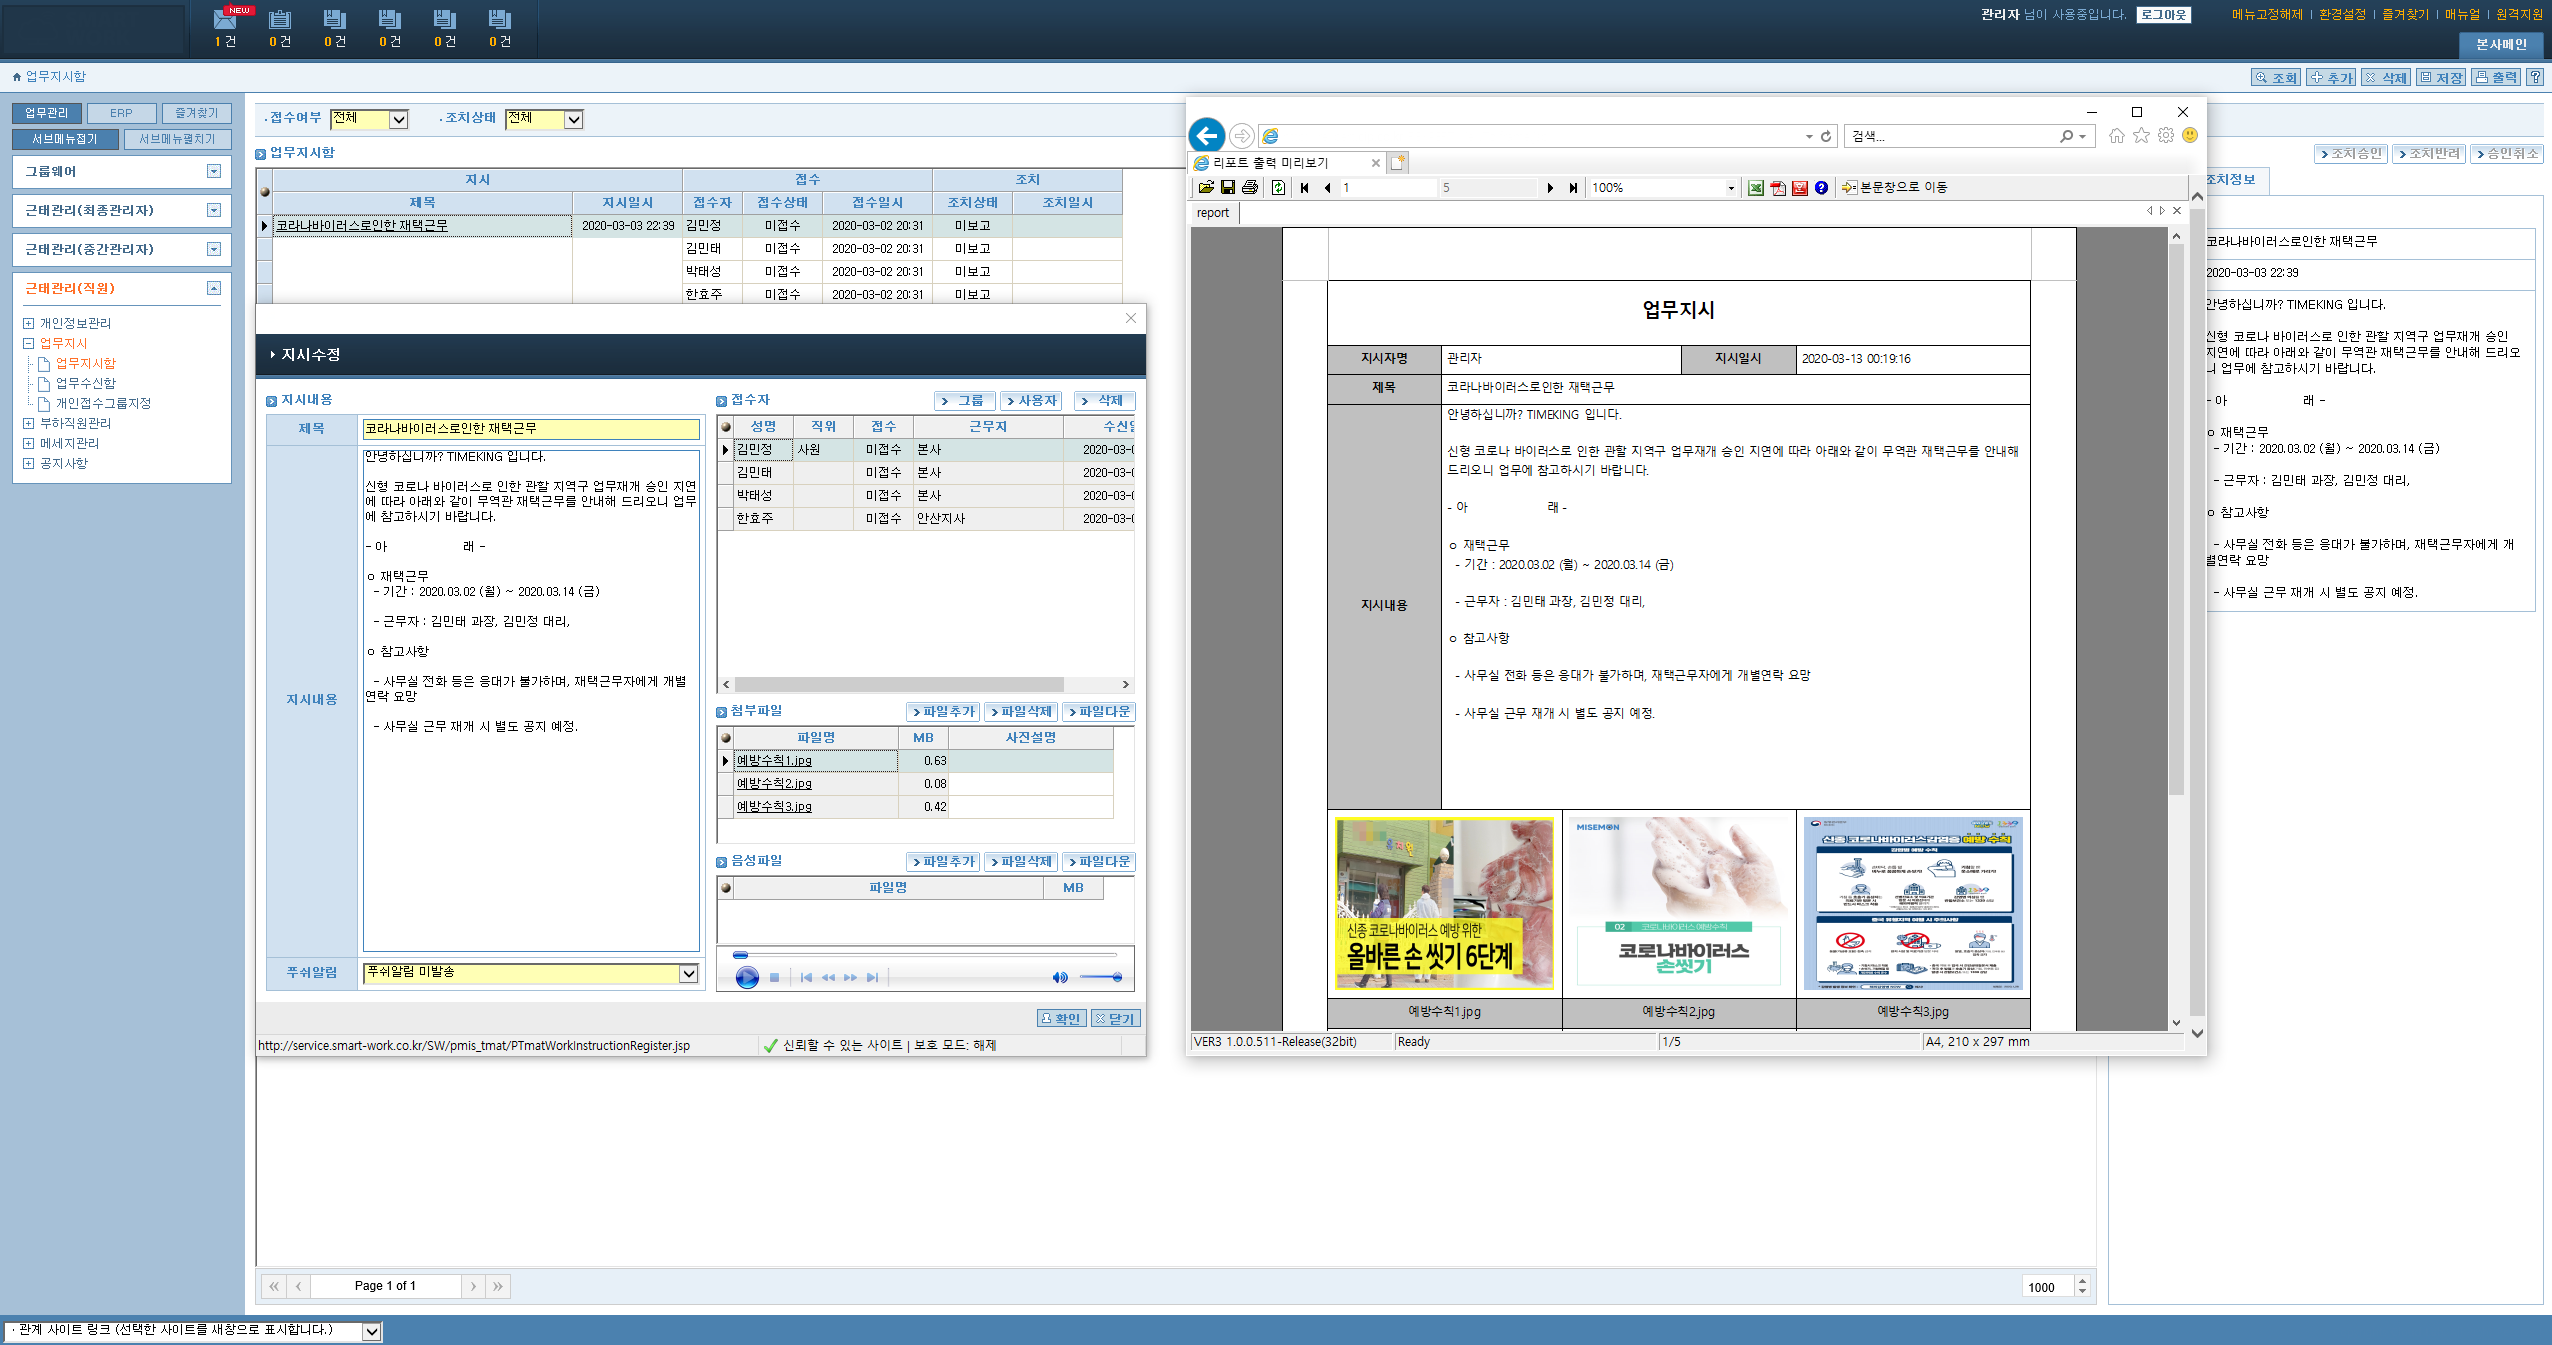 NEW
1 건
0 건
0 건
0 건
0 건
0 건
관리자 님이 사용중입니다. 로그아웃
메뉴고정해제 | 환경설정 | 즐겨찾기 | 매뉴얼 | 원격지원
본사메인
업무지시함
조회 추가 삭제 저장 출력 ?
업무관리 ERP 즐겨찾기
서브메뉴접기 서브메뉴펼치기
그룹웨어
근태관리(최종관리자)
근태관리(중간관리자)
근태관리(직원)
개인정보관리
업무지시
업무지시함
업무수신함
개인접수그룹지정
부하직원관리
메세지관리
공지사항
접수여부 전체 조치상태 전체
업무지시함
지시 접수 조치
제목 지시일시 접수자 접수상태 접수일시 조치상태 조치일시
코라나바이러스로인한 재택근무 2020-03-03 22:39 김민정 미접수 2020-03-02 20:31 미보고
김민태 미접수 2020-03-02 20:31 미보고
박태성 미접수 2020-03-02 20:31 미보고
한효주 미접수 2020-03-02 20:31 미보고
지시수정
지시내용
제목 코라나바이러스로인한 재택근무
지시내용
안녕하십니까? TIMEKING 입니다.
신형 코로나 바이러스로 인한 관할 지역구 업무재개 승인 지연
에 따라 아래와 같이 무역관 재택근무를 안내해 드리오니 업무
에 참고하시기 바랍니다.
- 아 래 -
ㅇ 재택근무
- 기간 : 2020.03.02 (월) ~ 2020.03.14 (금)
- 근무자 : 김민태 과장, 김민정 대리,
ㅇ 참고사항
- 사무실 전화 등은 응대가 불가하며, 재택근무자에게 개별
연락 요망
- 사무실 근무 재개 시 별도 공지 예정.
푸쉬알림 푸쉬알림 미발송
접수자 그룹 사용자 삭제
성명 직위 접수 근무지 수신일
김민정 사원 미접수 본사 2020-03-0
김민태 미접수 본사 2020-03-0
박태성 미접수 본사 2020-03-0
한효주 미접수 안산지사 2020-03-0
첨부파일 파일추가 파일삭제 파일다운
파일명 MB 사진설명
예방수칙1.jpg 0.63
예방수칙2.jpg 0.08
예방수칙3.jpg 0.42
음성파일 파일추가 파일삭제 파일다운
파일명 MB
확인 닫기
http://service.smart-work.co.kr/SW/pmis_tmat/PTmatWorkInstructionRegister.jsp 신뢰할 수 있는 사이트 | 보호 모드: 해제
검색...
리포트 출력 미리보기
1 5 100% 본문창으로 이동
report
업무지시
지시자명 관리자 지시일시 2020-03-13 00:19:16
제목 코라나바이러스로인한 재택근무
지시내용
안녕하십니까? TIMEKING 입니다.
신형 코로나 바이러스로 인한 관할 지역구 업무재개 승인 지연에 따라 아래와 같이 무역관 재택근무를 안내해
드리오니 업무에 참고하시기 바랍니다.
- 아 래 -
ㅇ 재택근무
- 기간 : 2020.03.02 (월) ~ 2020.03.14 (금)
- 근무자 : 김민태 과장, 김민정 대리,
ㅇ 참고사항
- 사무실 전화 등은 응대가 불가하며, 재택근무자에게 개별연락 요망
- 사무실 근무 재개 시 별도 공지 예정.
신종 코로나바이러스 예방 위한
올바른 손 씻기 6단계
MISEMON
02 코로나바이러스 예방수칙
코로나바이러스
손씻기
신종 코로나바이러스감염증 예방 수칙
중국 위험지역 여행 시 주의사항
예방수칙1.jpg 예방수칙2.jpg 예방수칙3.jpg
VER3 1.0.0.511-Release(32bit) Ready 1/5 A4, 210 x 297 mm
조치승인 조치반려 승인취소
조치정보
코라나바이러스로인한 재택근무
2020-03-03 22:39
안녕하십니까? TIMEKING 입니다.
신형 코로나 바이러스로 인한 관할 지역구 업무재개 승인
지연에 따라 아래와 같이 무역관 재택근무를 안내해 드리오
니 업무에 참고하시기 바랍니다.
- 아 래 -
ㅇ 재택근무
- 기간 : 2020.03.02 (월) ~ 2020.03.14 (금)
- 근무자 : 김민태 과장, 김민정 대리,
ㅇ 참고사항
- 사무실 전화 등은 응대가 불가하며, 재택근무자에게 개
별연락 요망
- 사무실 근무 재개 시 별도 공지 예정.
Page 1 of 1
1000
· 관계 사이트 링크 (선택한 사이트를 새창으로 표시합니다.)